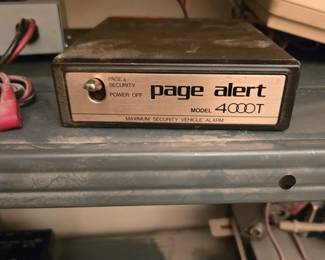 PAGE &
SECURITY
POWER OFF
page alert
MODEL 4000T
MAXIMUM SECURITY VEHICLE ALARM